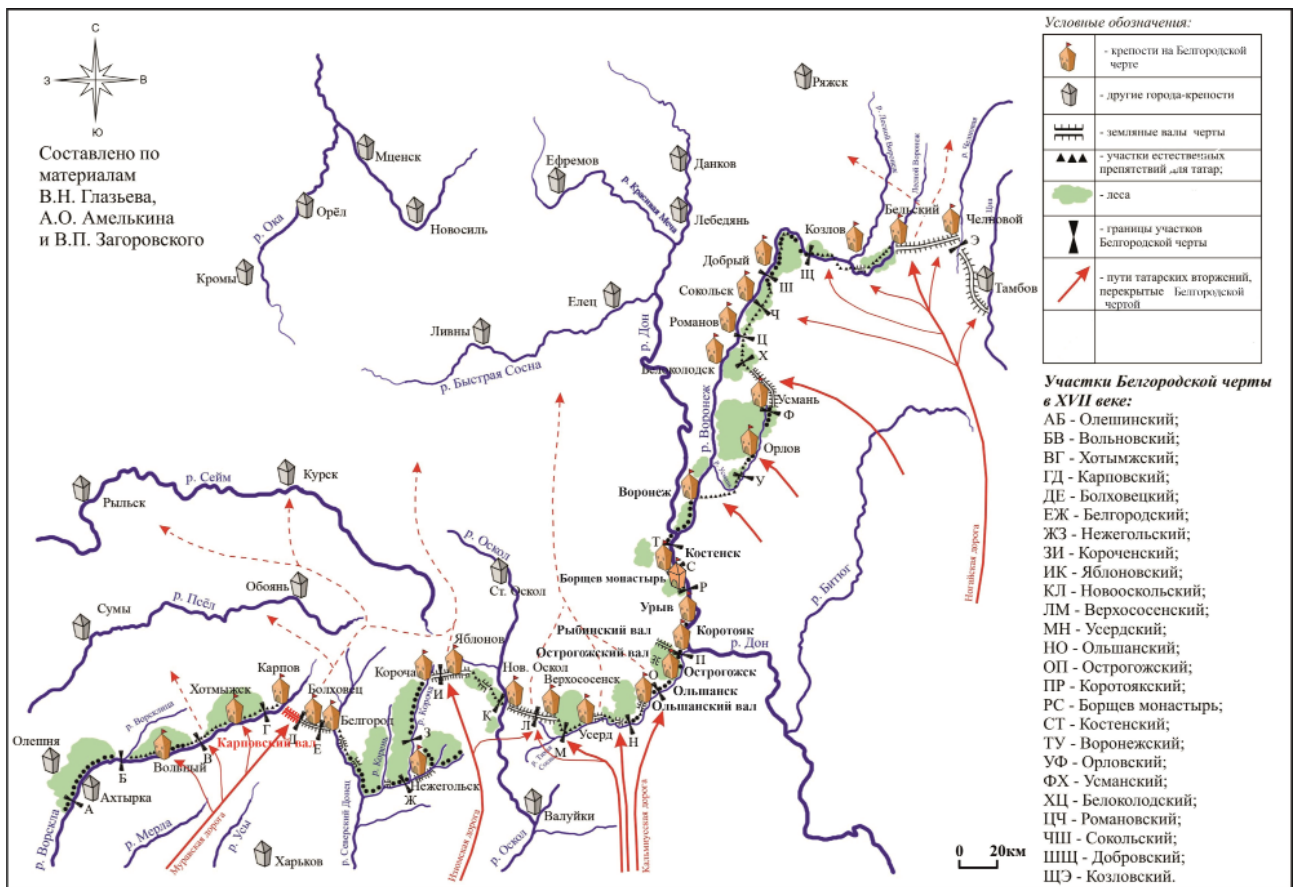 С
З
В
Ю
Составлено по
материалам
В.Н. Глазьева,
А.О. Амелькина
и В.П. Загоровского
Условные обозначения:
- крепости на Белгородской
черте
- другие города-крепости
- земляные валы черты
- участки естественных
препятствий для татар;
- леса
- границы участков
Белгородской черты
- пути татарских вторжений,
перекрытые Белгородской
чертой
Участки Белгородской черты
в XVII веке:
АБ - Олешинский;
БВ - Вольновский;
ВГ - Хотымжский;
ГД - Карповский;
ДЕ - Болховецкий;
ЕЖ - Белгородский;
ЖЗ - Нежегольский;
ЗИ - Короченский;
ИК - Яблоновский;
КЛ - Новооскольский;
ЛМ - Верхососенский;
МН - Усердский;
НО - Ольшанский;
ОП - Острогожский;
ПР - Коротоякский;
РС - Борщев монастырь;
СТ - Костенский;
ТУ - Воронежский;
УФ - Орловский;
ФХ - Усманский;
ХЦ - Белоколодский;
ЦЧ - Романовский;
ЧШ - Сокольский;
ШЩ - Добровский;
ЩЭ - Козловский.
Ряжск
Мценск
Ефремов
Данков
р. Красивая Меча
р. Лесной Воронеж
р. Челновая
Орёл
р. Ока
Новосиль
Лебедянь
Бельский
Челновой
Цна
Козлов
Э
Кромы
Добрый
Щ
Ш
Тамбов
Елец
Сокольск
Ч
Ливны
Романов
р. Дон
Ц
р. Быстрая Сосна
Белоколодск
Х
Усмань
Ф
р. Воронеж
Орлов
Курск
р. Сейм
Рыльск
У
Воронеж
р. Оскол
Т
Костенск
С
Ногайская дорога
Ст. Оскол
Борщев монастырь
Р
р. Битюг
Обоянь
Сумы
р. Псёл
Урыв
Рыбинский вал
Коротояк
р. Дон
Яблонов
Острогожский вал
П
Карпов
Короча
Нов. Оскол
Острогожск
Хотмыжск
Болховец
И
р. Короча
Верхососенск
О
Ольшанск
Ольшанский вал
р. Ворсклица
Белгород
К
Г
Д
Е
Л
Карповский вал
Олешня
З
Усерд
Н
В
Б
Вольный
р. Корень
М
Нежегольск
Ж
Ахтырка
А
Валуйки
р. Мерла
р. Усы
р. Северский Донец
Изюмская дорога
Кальмиусская дорога
р. Ворскла
Муравская дорога
Харьков
р. Оскол
0 20км